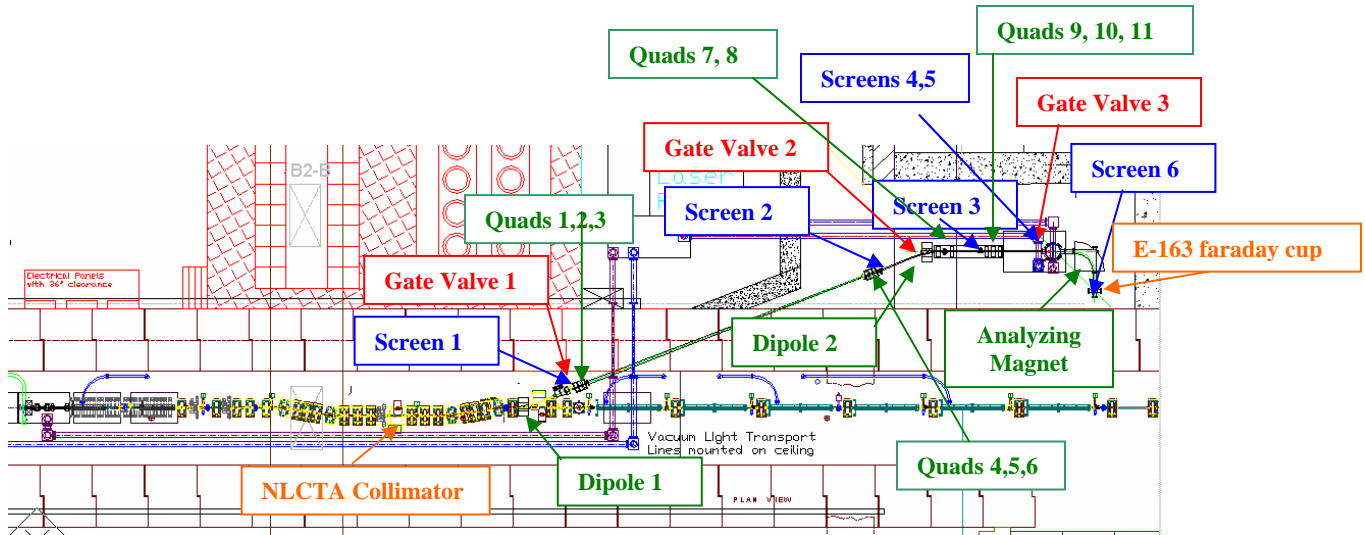 Quads 9, 10, 11
Quads 7, 8
Screens 4,5
Gate Valve 3
Gate Valve 2
B2-E
Laser
Screen 6
Screen 2
Screen 3
Quads 1,2,3
E-163 faraday cup
Electrical Panels
with 36" clearance
Gate Valve 1
Screen 1
Dipole 2
Analyzing
Magnet
Vacuum Light Transport
Lines mounted on ceiling
NLCTA Collimator
Dipole 1
Quads 4,5,6
PLAN VIEW